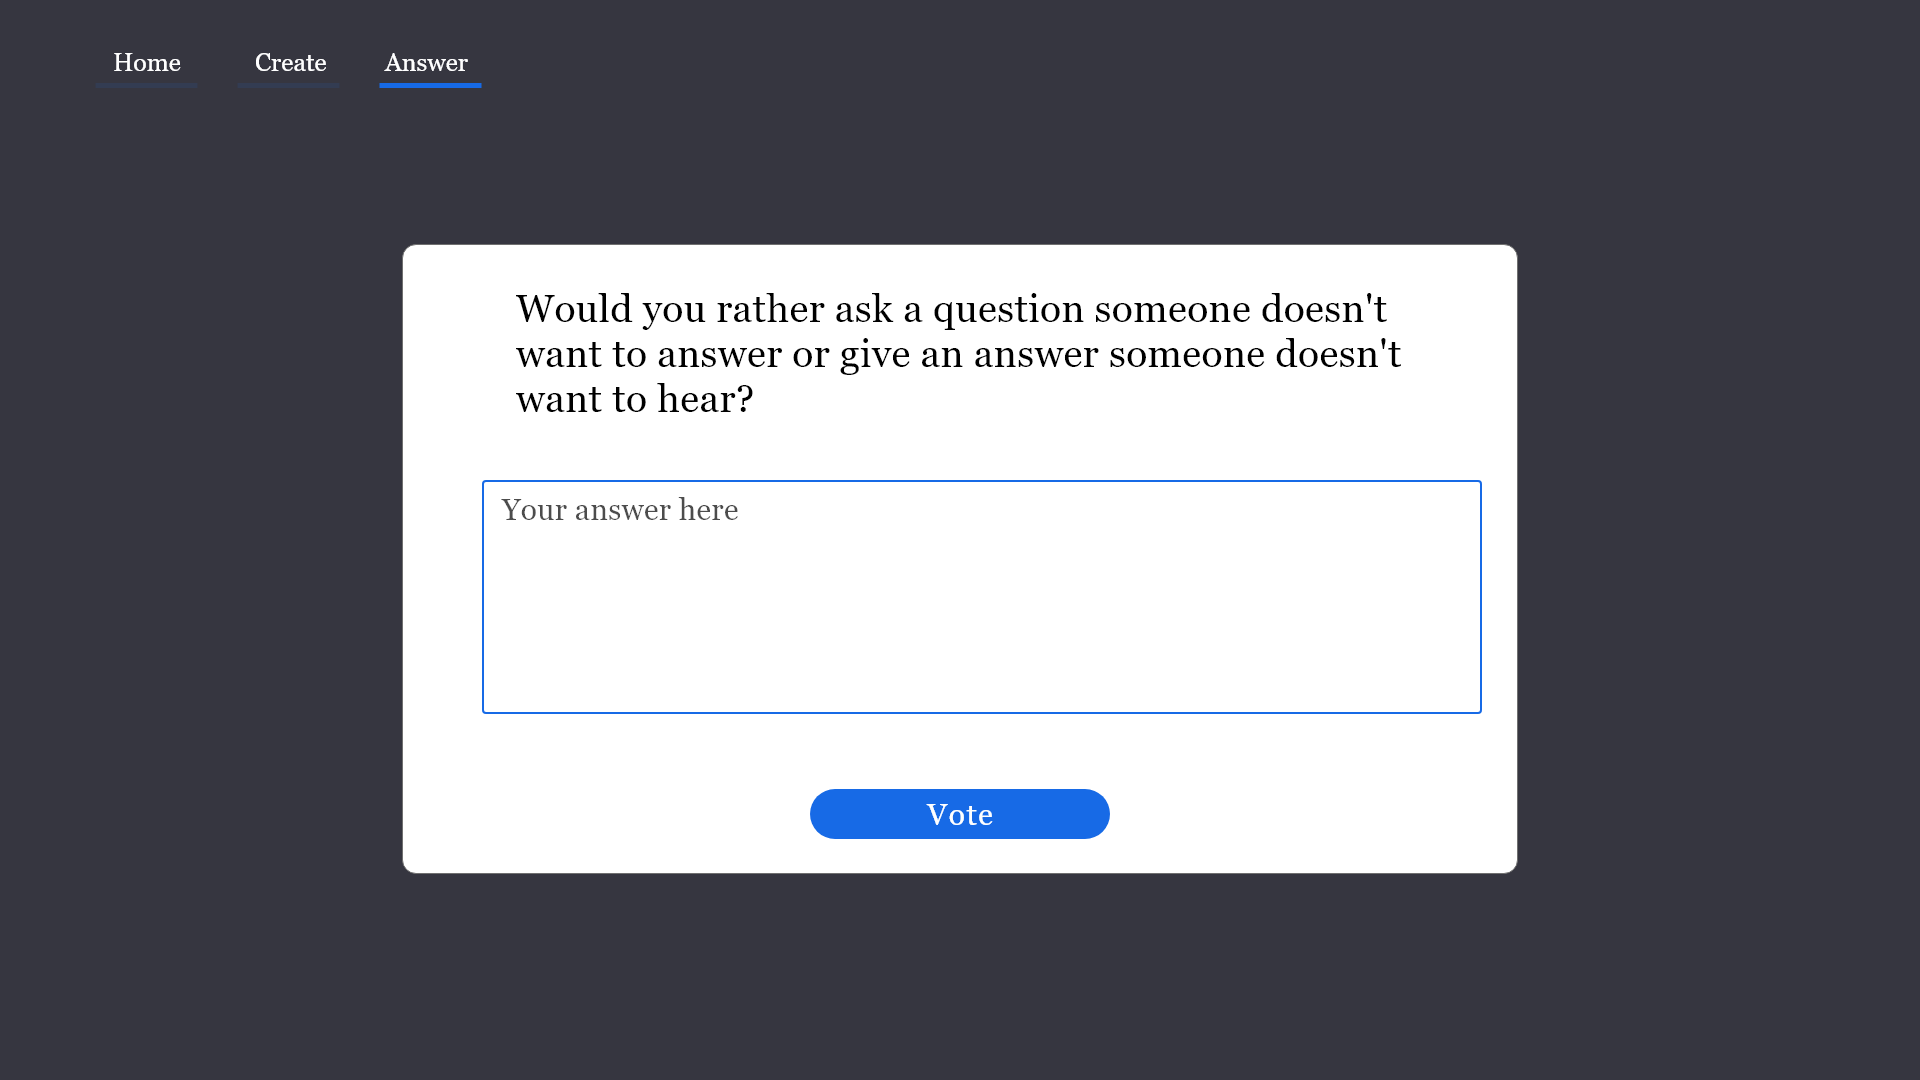 Home Create Answer
Would you rather ask a question someone doesn't
want to answer or give an answer someone doesn't
want to hear?
Your answer here
Vote